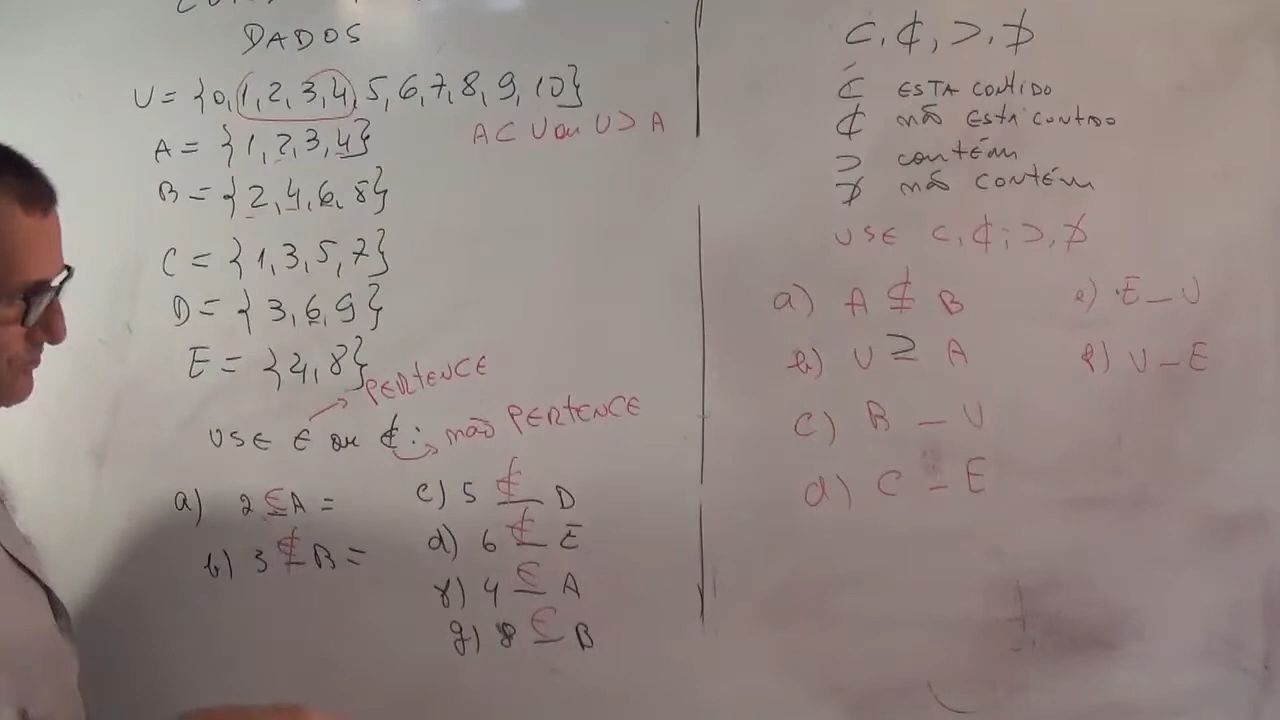 DADOS
U = {0, 1, 2, 3, 4, 5, 6, 7, 8, 9, 10}
A ⊂ U ou U ⊃ A
A = {1, 2, 3, 4}
B = {2, 4, 6, 8}
C = {1, 3, 5, 7}
D = {3, 6, 9}
E = {2, 8}
PERTENCE
USE ∈ ou ∉ : não PERTENCE
a) 2 ∈ A =
b) 3 ∉ B =
c) 5 ∉ D
d) 6 ∉ E
f) 4 ∈ A
g) 8 ∈ B
⊂, ⊄, ⊃, ⊅
⊂ ESTA CONTIDO
⊄ não Está contido
⊃ contém
⊅ não contém
USE ⊂, ⊄, ⊃, ⊅
a) A ⊄ B
b) U ⊃ A
c) B _ U
d) C _ E
e) E _ U
f) U _ E